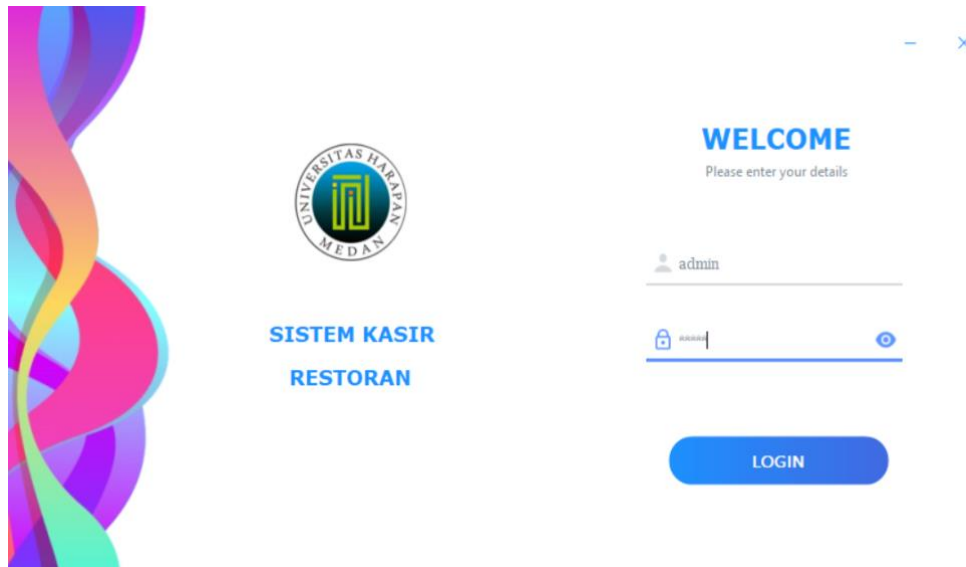 UNIVERSITAS HARAPAN
MEDAN
SISTEM KASIR
RESTORAN
WELCOME
Please enter your details
admin
*****
LOGIN